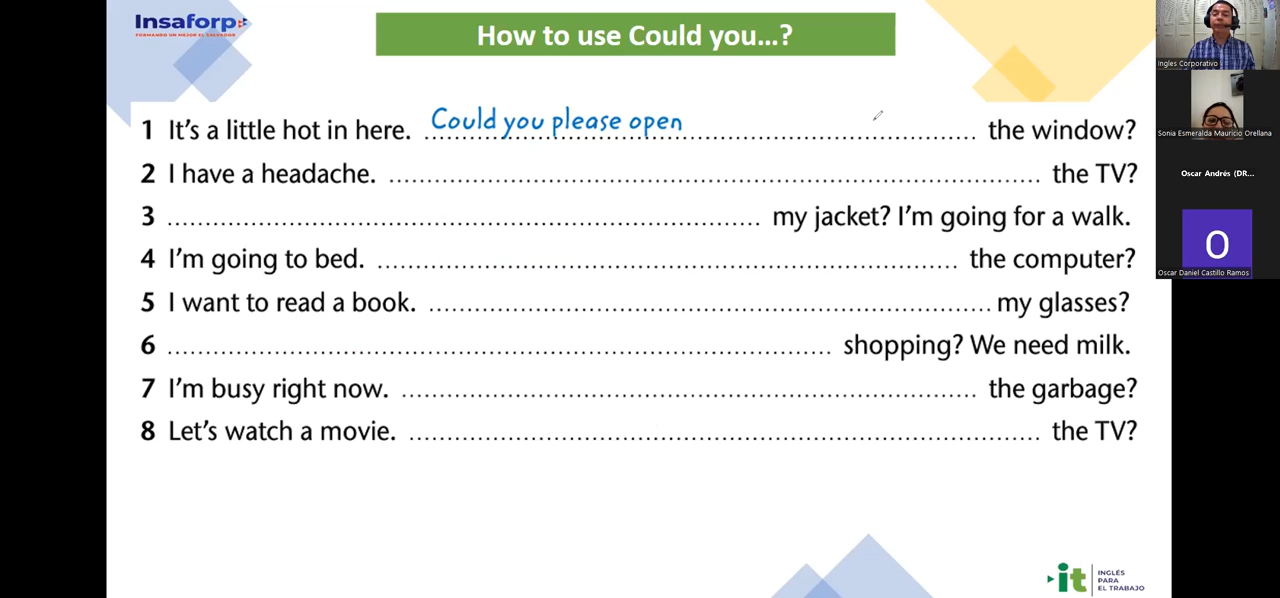 Insaforp
FORMANDO UN MEJOR EL SALVADOR
How to use Could you...?
1 It's a little hot in here. Could you please open the window?
2 I have a headache. the TV?
3 my jacket? I'm going for a walk.
4 I'm going to bed. the computer?
5 I want to read a book. my glasses?
6 shopping? We need milk.
7 I'm busy right now. the garbage?
8 Let's watch a movie. the TV?
Ingles Corporativo
Sonia Esmeralda Mauricio Orellana
Oscar Andrés (DR...
O
Oscar Daniel Castillo Ramos
it
INGLÉS
PARA
EL TRABAJO